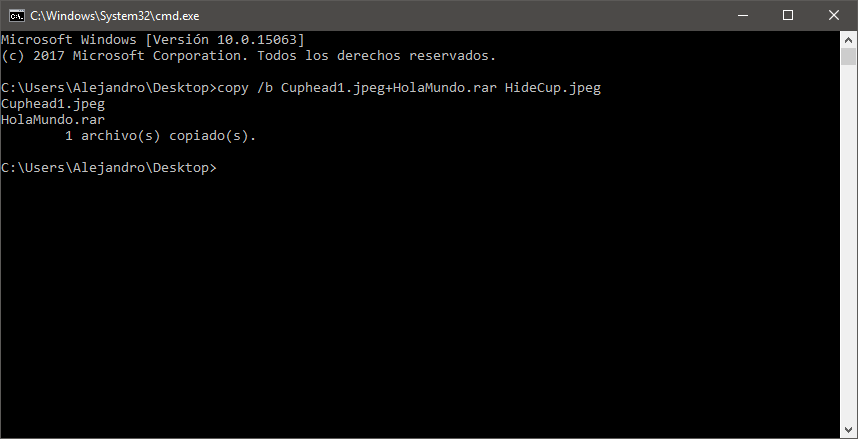 C:\Windows\System32\cmd.exe
Microsoft Windows [Versión 10.0.15063]
(c) 2017 Microsoft Corporation. Todos los derechos reservados.
C:\Users\Alejandro\Desktop>copy /b Cuphead1.jpeg+HolaMundo.rar HideCup.jpeg
Cuphead1.jpeg
HolaMundo.rar
        1 archivo(s) copiado(s).
C:\Users\Alejandro\Desktop>